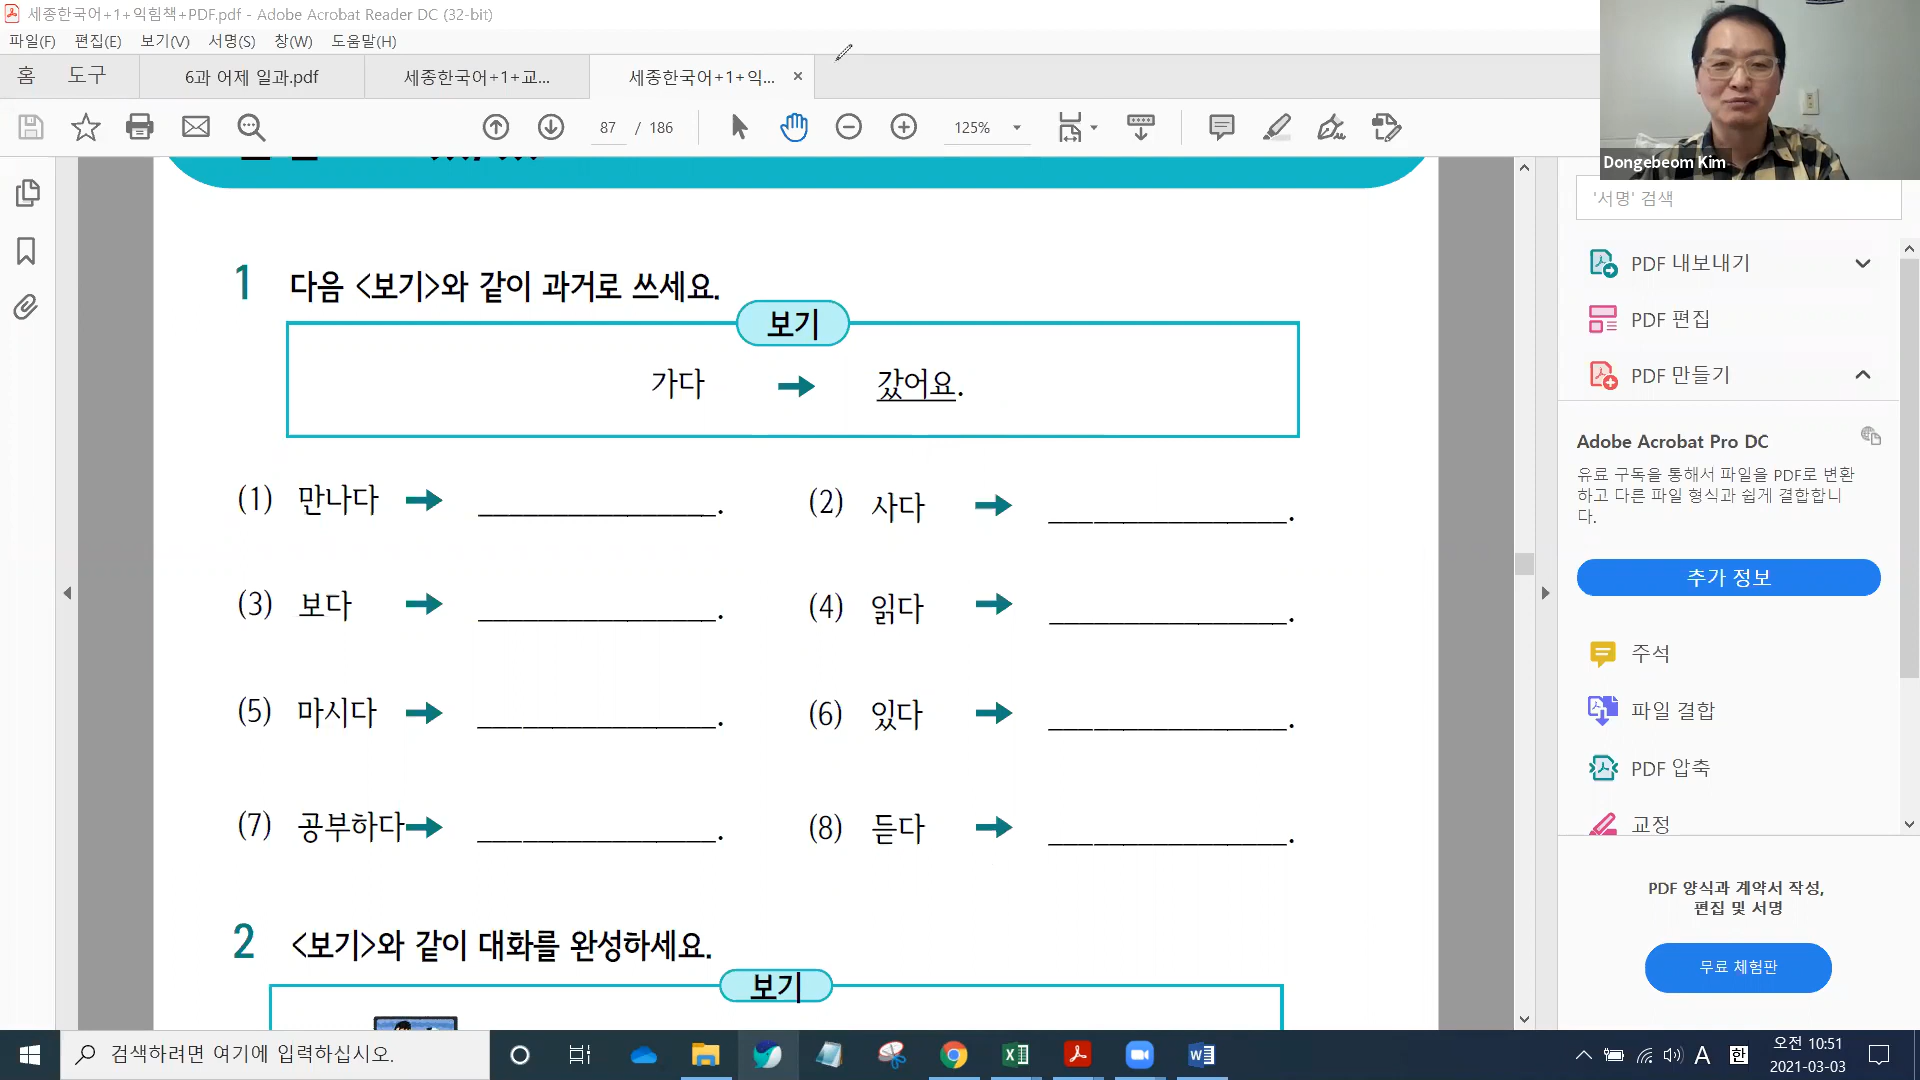 세종한국어+1+익힘책+PDF.pdf - Adobe Acrobat Reader DC (32-bit)
파일(F) 편집(E) 보기(V) 서명(S) 창(W) 도움말(H)
홈 도구 6과 어제 일과.pdf 세종한국어+1+교... 세종한국어+1+익... ×
87 / 186 125%
Dongebeom Kim
'서명' 검색
1 다음 <보기>와 같이 과거로 쓰세요.
보기
가다 → 갔어요.
(1) 만나다 → ________________. (2) 사다 → ________________.
(3) 보다 → ________________. (4) 읽다 → ________________.
(5) 마시다 → ________________. (6) 있다 → ________________.
(7) 공부하다 → ________________. (8) 듣다 → ________________.
2 <보기>와 같이 대화를 완성하세요.
보기
PDF 내보내기
PDF 편집
PDF 만들기
Adobe Acrobat Pro DC
유료 구독을 통해서 파일을 PDF로 변환
하고 다른 파일 형식과 쉽게 결합합니
다.
추가 정보
주석
파일 결합
PDF 압축
교정
PDF 양식과 계약서 작성,
편집 및 서명
무료 체험판
검색하려면 여기에 입력하십시오.
A 한 오전 10:51
2021-03-03